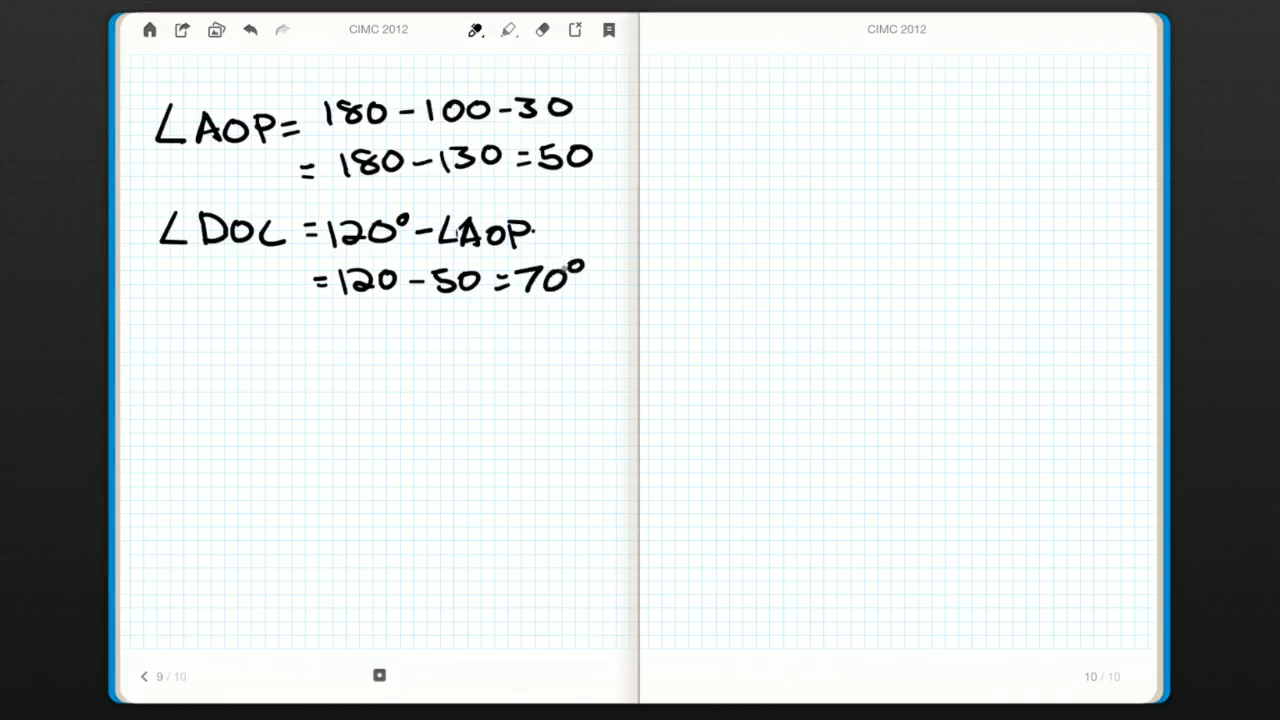 CIMC 2012
CIMC 2012
∠AOP= 180-100-30
= 180-130=50
∠DOC =120°-∠AOP
=120-50=70°
9 / 10
10 / 10